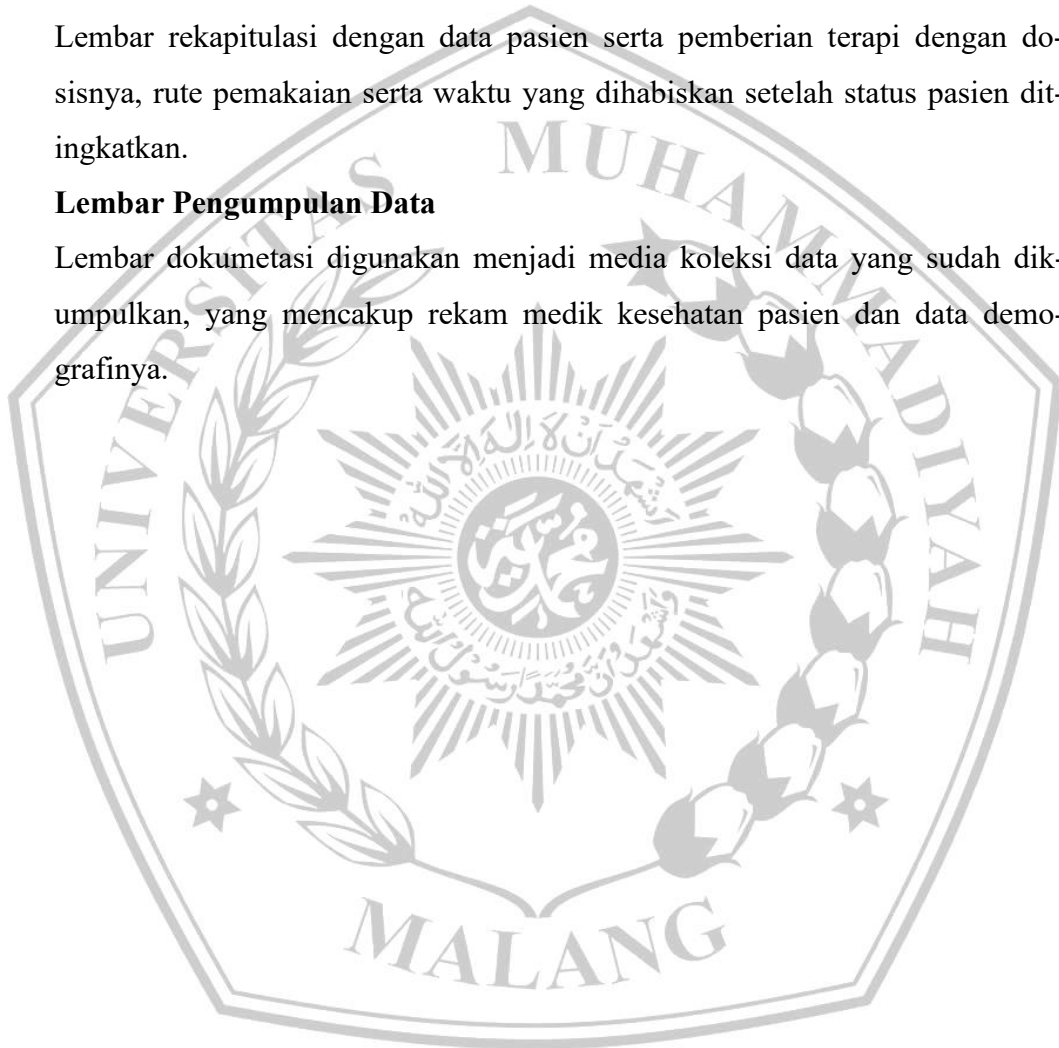 Lembar rekapitulasi dengan data pasien serta pemberian terapi dengan do-
sisnya, rute pemakaian serta waktu yang dihabiskan setelah status pasien dit-
ingkatkan.
Lembar Pengumpulan Data
Lembar dokumetasi digunakan menjadi media koleksi data yang sudah dik-
umpulkan, yang mencakup rekam medik kesehatan pasien dan data demo-
grafinya.
UNIVERSITAS MUHAMMADIYAH
MALANG